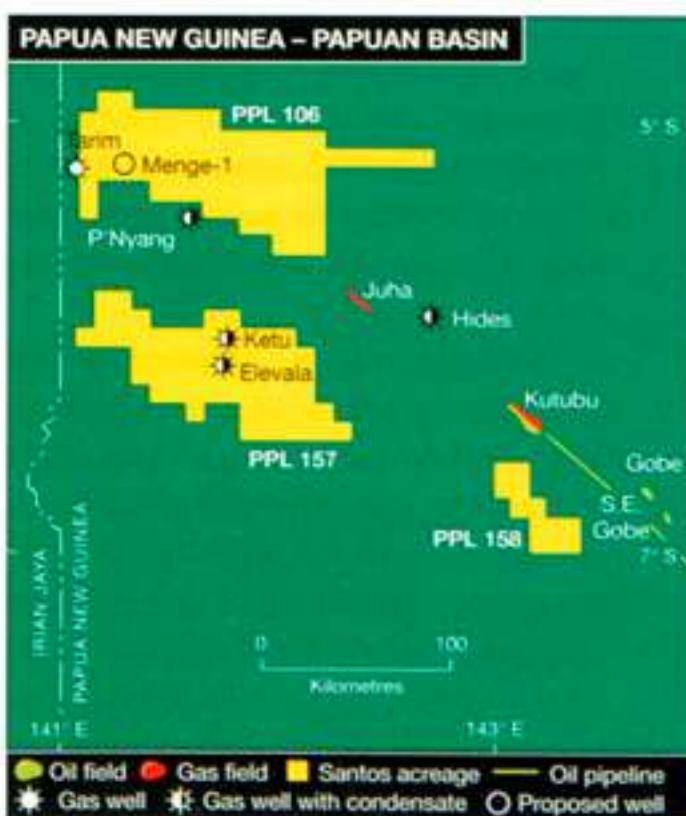 PAPUA NEW GUINEA – PAPUAN BASIN
PPL 106
5° S
Tarim
Menge-1
P'Nyang
Juha
Hides
Ketu
Elevala
Kutubu
PPL 157
Gobe
S.E.
Gobe
PPL 158
7° S
IRIAN JAYA
PAPUA NEW GUINEA
0 100
Kilometres
141° E 143° E
Oil field Gas field Santos acreage Oil pipeline
Gas well Gas well with condensate Proposed well